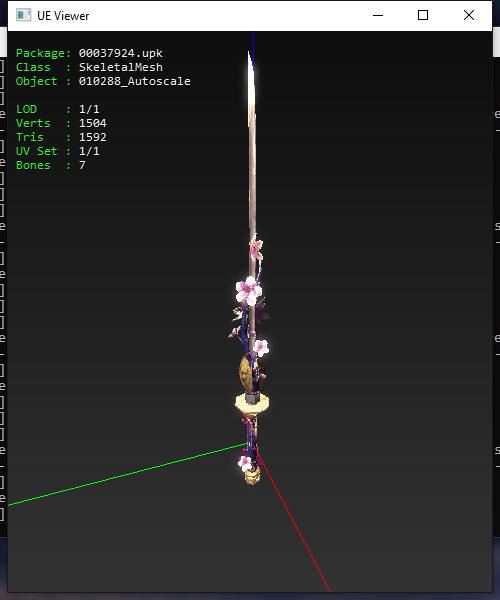 UE Viewer
Package: 00037924.upk
Class  : SkeletalMesh
Object : 010288_Autoscale
LOD    : 1/1
Verts  : 1504
Tris   : 1592
UV Set : 1/1
Bones  : 7